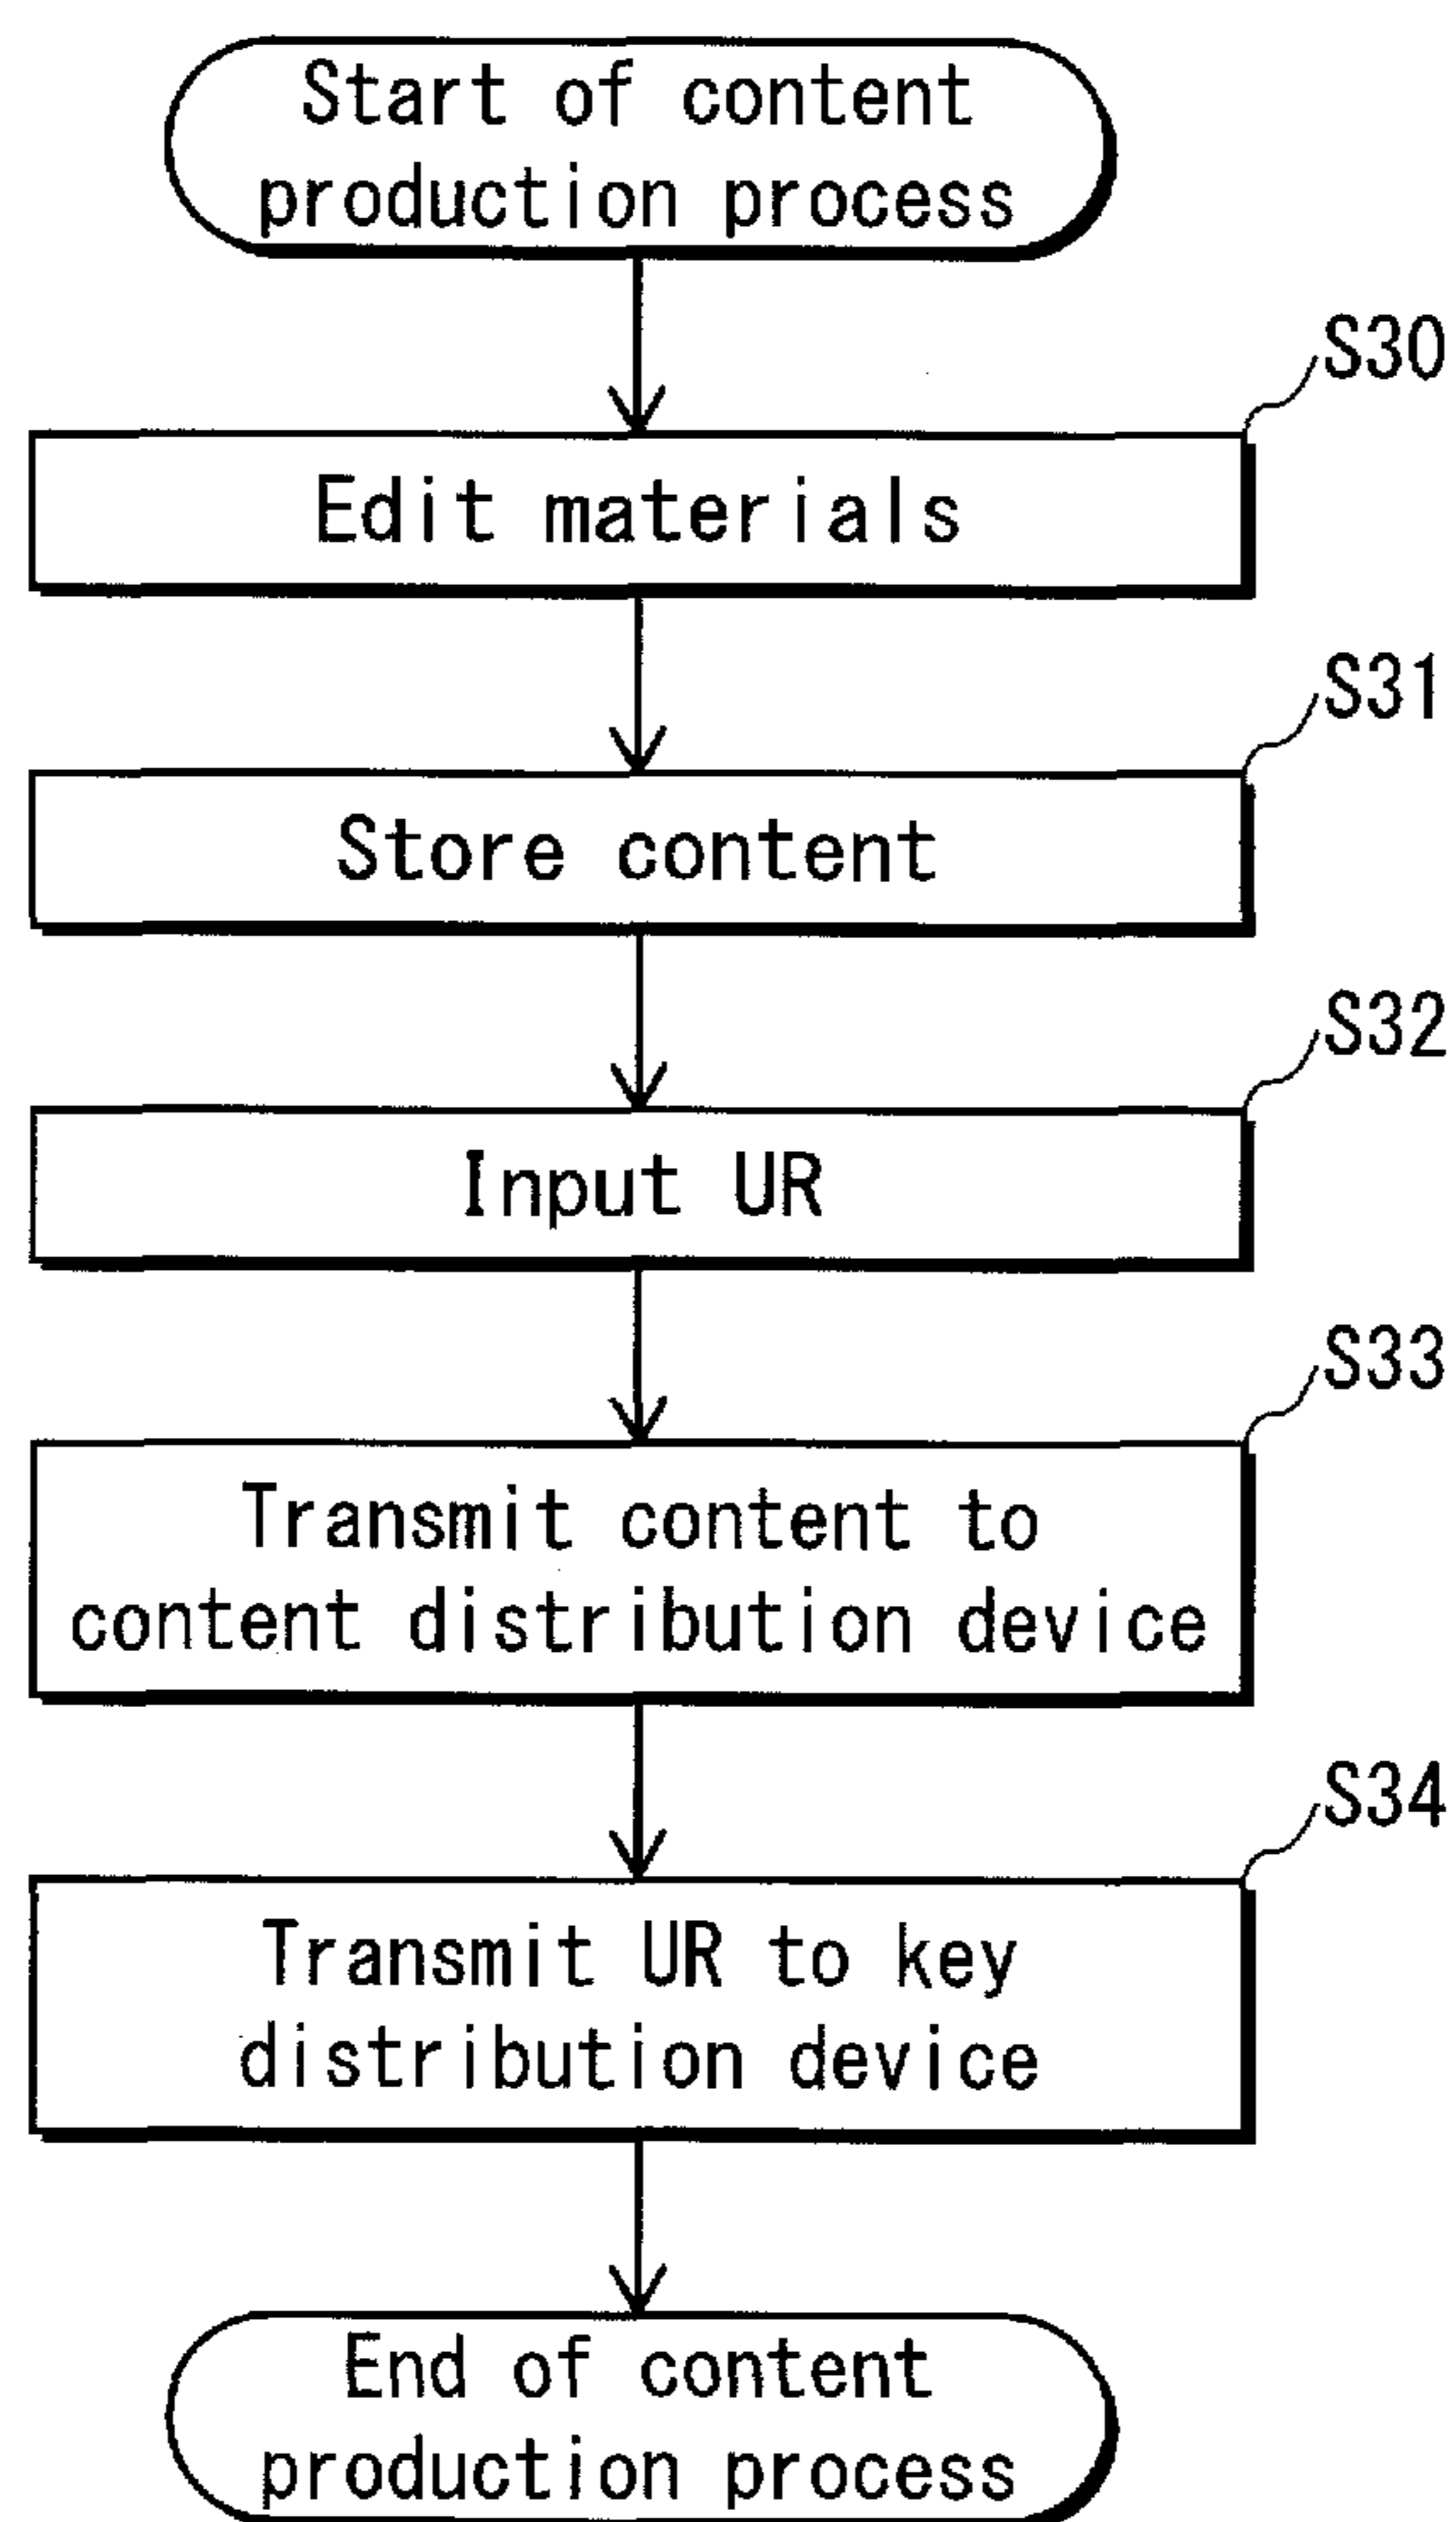 Start of content
production process
S30
Edit materials
S31
Store content
S32
Input UR
S33
Transmit content to
content distribution device
S34
Transmit UR to key
distribution device
End of content
production process